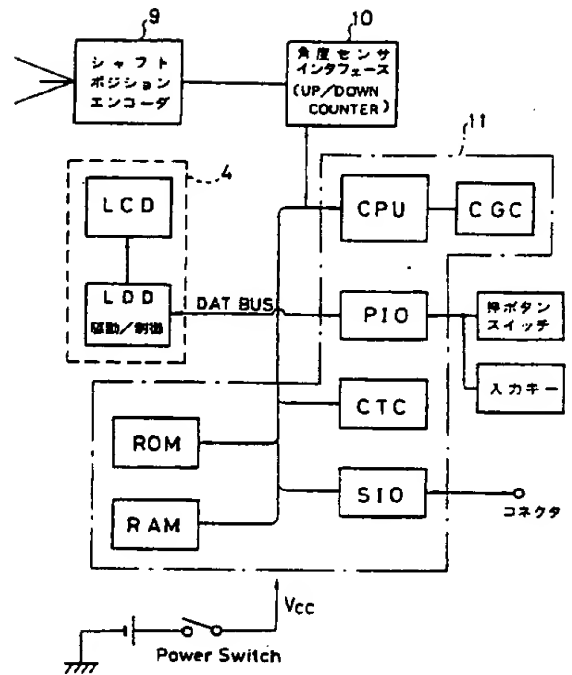 9
10
シャフト
ポジション
エンコーダ
角度センサ
インタフェース
(UP/DOWN
COUNTER)
11
4
LCD
CPU
CGC
LDD
駆動/制御
DAT BUS
PIO
押ボタン
スイッチ
入力キー
CTC
ROM
SIO
コネクタ
RAM
Vcc
Power Switch